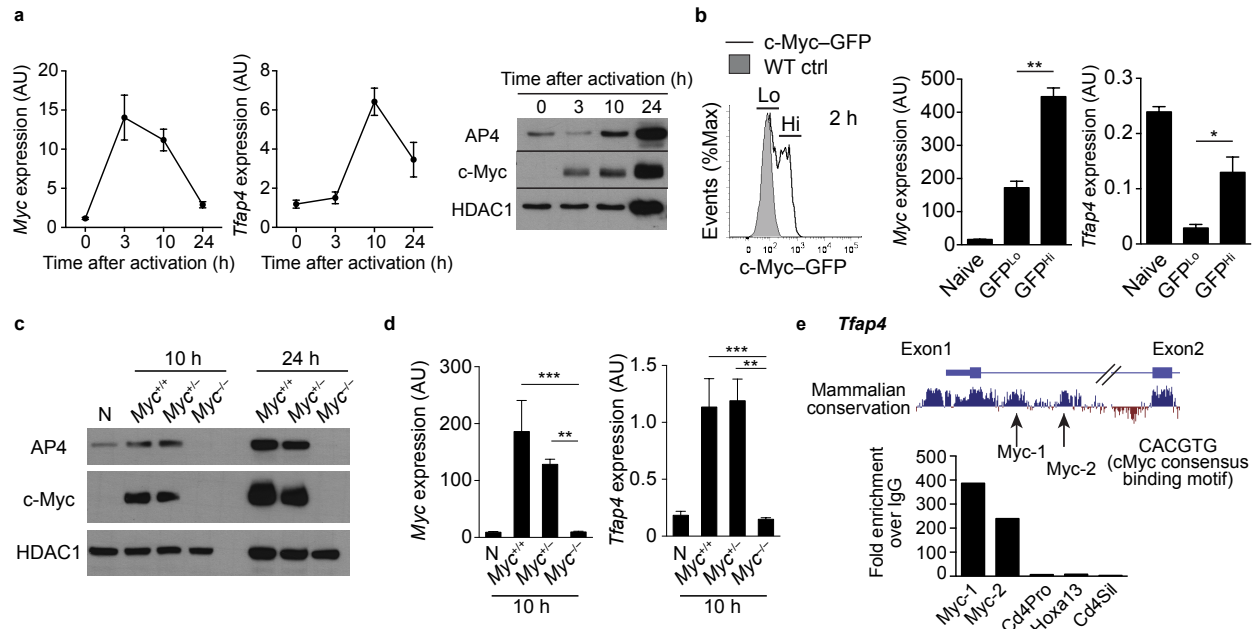 a
Myc expression (AU)
20
15
10
5
0
0 3 10 24
Time after activation (h)
Tfap4 expression (AU)
8
6
4
2
0
0 3 10 24
Time after activation (h)
Time after activation (h)
0 3 10 24
AP4
c-Myc
HDAC1
b
c-Myc–GFP
WT ctrl
Lo
Hi
2 h
Events (%Max)
0 10² 10³ 10⁴ 10⁵
c-Myc–GFP
Myc expression (AU)
500
400
300
200
100
0
**
Naive GFPLo GFPHi
Tfap4 expression (AU)
0.3
0.2
0.1
0
*
Naive GFPLo GFPHi
c
10 h 24 h
N Myc+/+ Myc+/– Myc–/– Myc+/+ Myc+/– Myc–/–
AP4
c-Myc
HDAC1
d
Myc expression (AU)
300
200
100
0
***
**
N Myc+/+ Myc+/– Myc–/–
10 h
Tfap4 expression (AU)
1.5
1.0
0.5
0
***
**
N Myc+/+ Myc+/– Myc–/–
10 h
e Tfap4
Exon1 Exon2
Mammalian
conservation
Myc-1
Myc-2
CACGTG
(cMyc consensus
binding motif)
Fold enrichment
over IgG
500
400
300
200
100
0
Myc-1 Myc-2 Cd4Pro Hoxa13 Cd4Sil